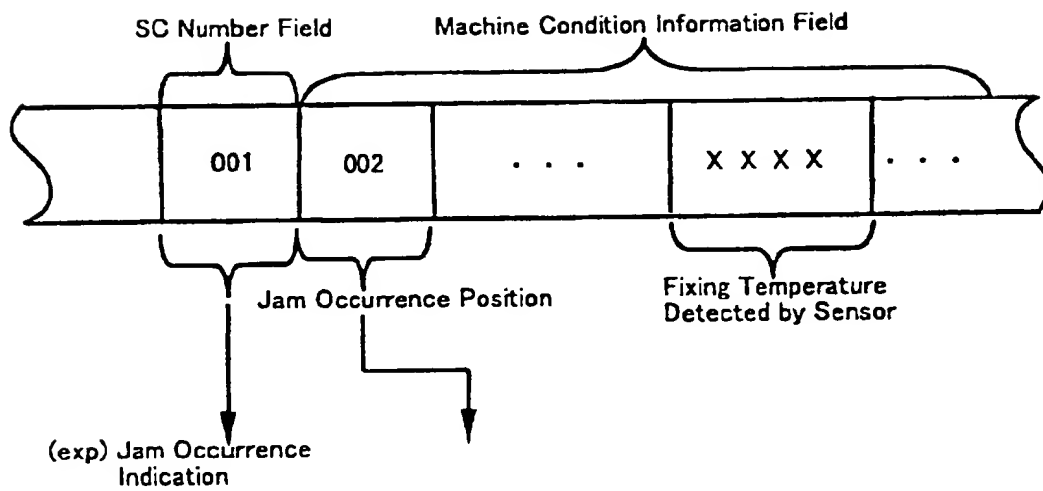 SC Number Field
Machine Condition Information Field
001 002 . . . X X X X . . .
Jam Occurrence Position
Fixing Temperature
Detected by Sensor
(exp) Jam Occurrence
Indication